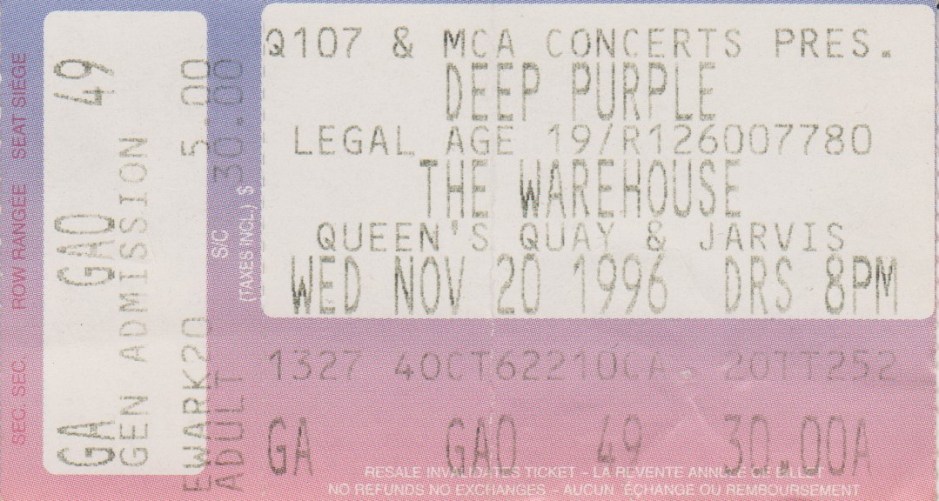 Q107 & MCA CONCERTS PRES.
DEEP PURPLE
LEGAL AGE 19/R126007780
THE WAREHOUSE
QUEEN'S QUAY & JARVIS
WED NOV 20 1996 DRS 8PM
1327 40CT62210CA. 20TT252
GA GAO 49 30.00A
RESALE INVALIDATES TICKET - LA REVENTE ANNULE CE BILLET
NO REFUNDS NO EXCHANGES - AUCUN ÉCHANGE OU REMBOURSEMENT
SEC. SEC. ROW RANGEE SEAT SIÈGE
GA GAO 49
GEN ADMISSION
EWARK20 5.00
ADULT 30.00
S/C
(TAXES INCL.) $